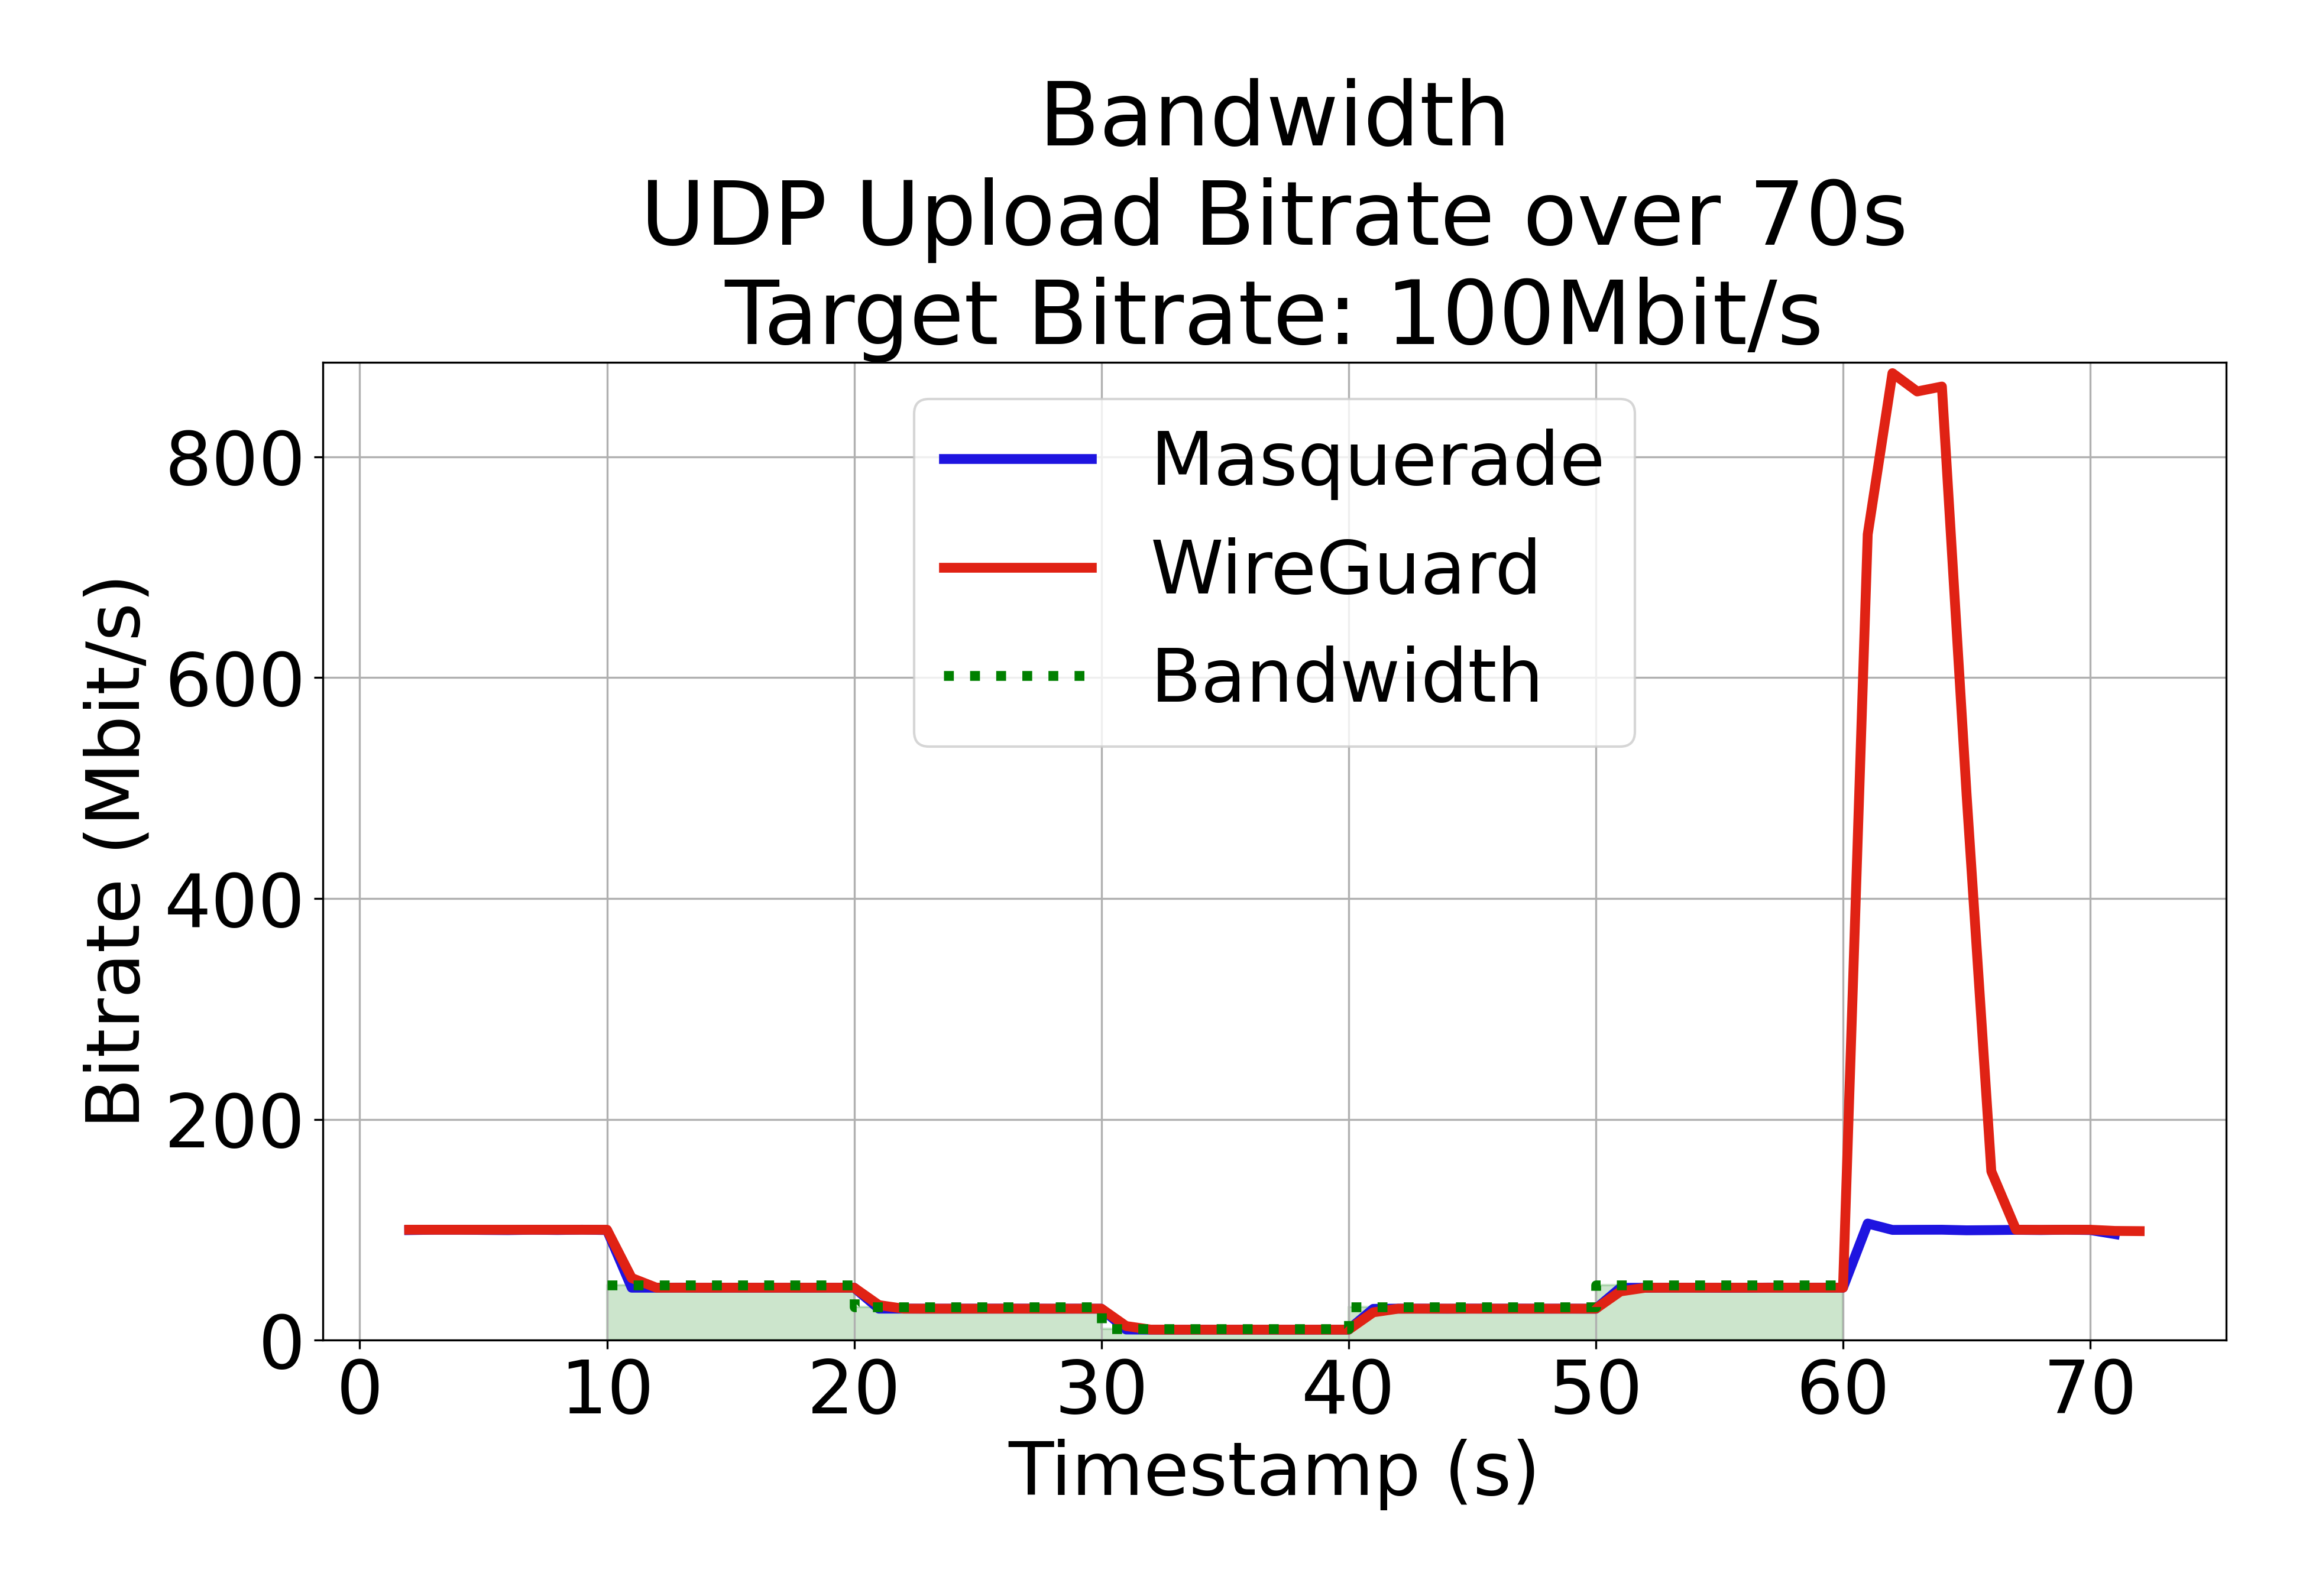 Bandwidth
UDP Upload Bitrate over 70s
Target Bitrate: 100Mbit/s
Masquerade
WireGuard
Bandwidth
Bitrate (Mbit/s)
800
600
400
200
0
0 10 20 30 40 50 60 70
Timestamp (s)